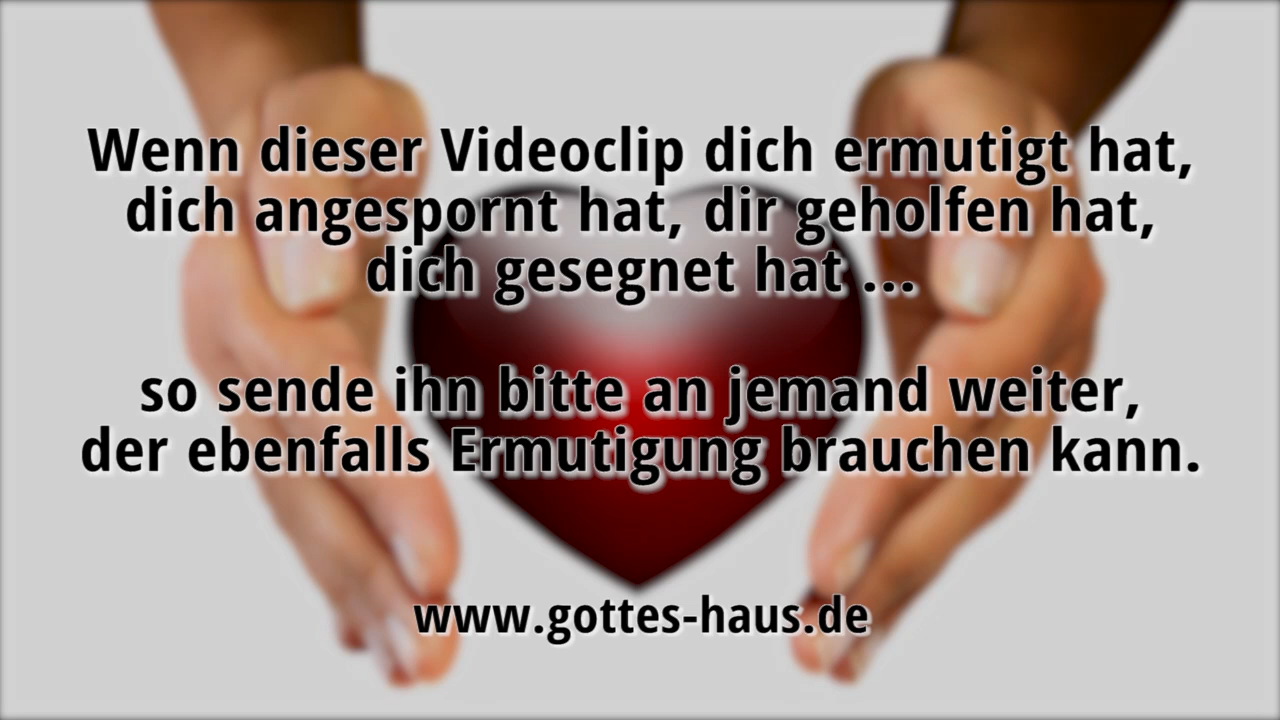 Wenn dieser Videoclip dich ermutigt hat,
dich angespornt hat, dir geholfen hat,
dich gesegnet hat ...
so sende ihn bitte an jemand weiter,
der ebenfalls Ermutigung brauchen kann.
www.gottes-haus.de